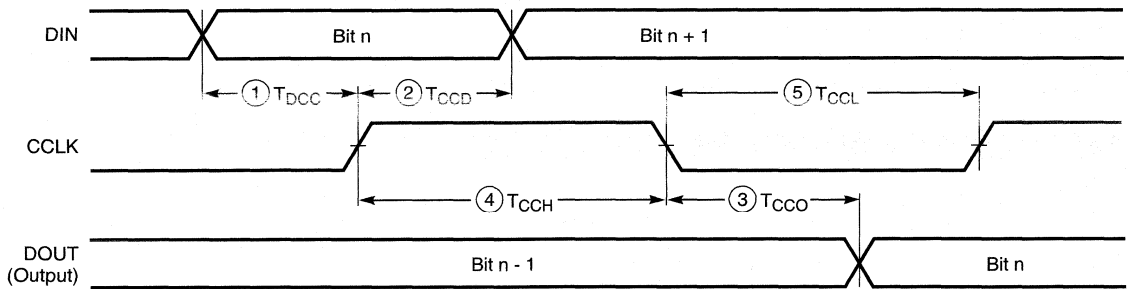 DIN Bit n Bit n + 1
① TDCC ② TCCD ⑤ TCCL
CCLK
④ TCCH ③ TCCO
DOUT
(Output) Bit n - 1 Bit n